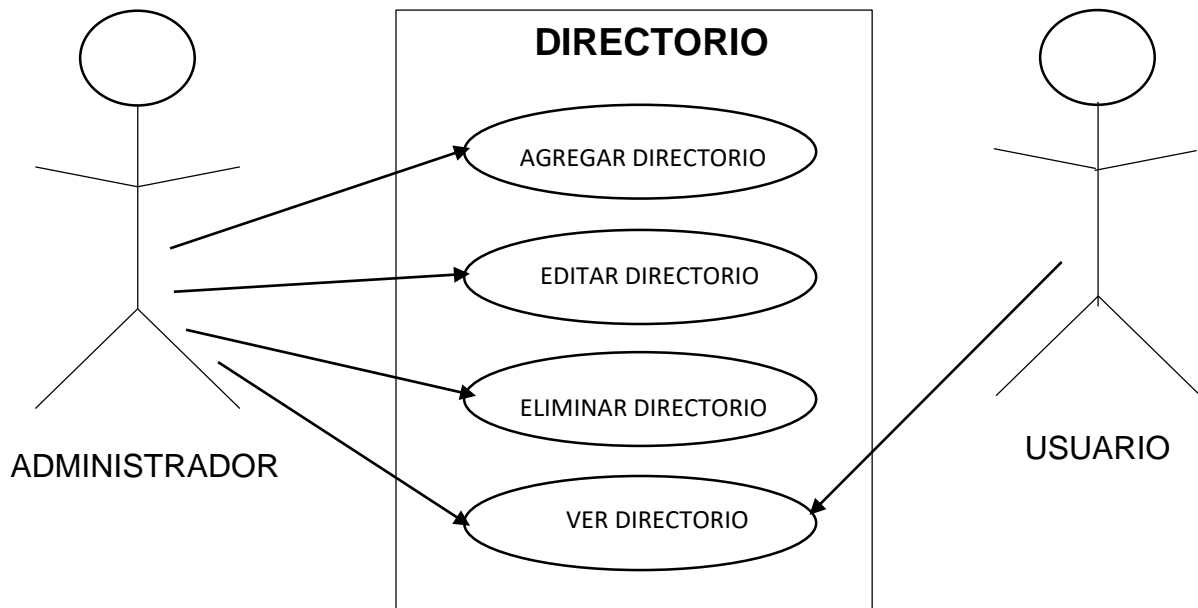 DIRECTORIO
AGREGAR DIRECTORIO
EDITAR DIRECTORIO
ELIMINAR DIRECTORIO
VER DIRECTORIO
ADMINISTRADOR
USUARIO